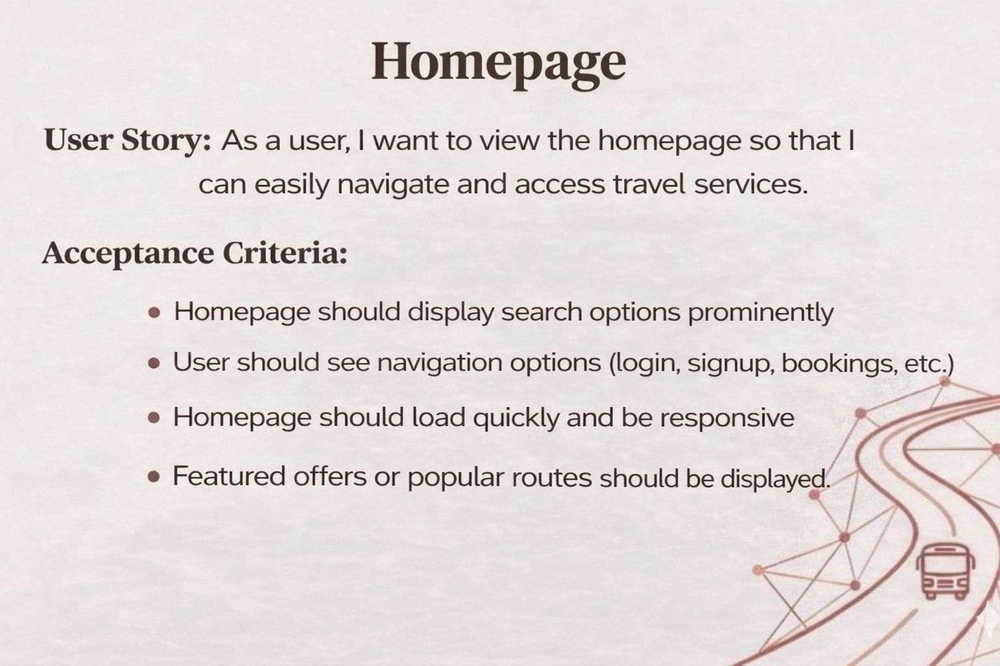 Homepage
User Story: As a user, I want to view the homepage so that I
can easily navigate and access travel services.
Acceptance Criteria:
• Homepage should display search options prominently
• User should see navigation options (login, signup, bookings, etc.)
• Homepage should load quickly and be responsive
• Featured offers or popular routes should be displayed.